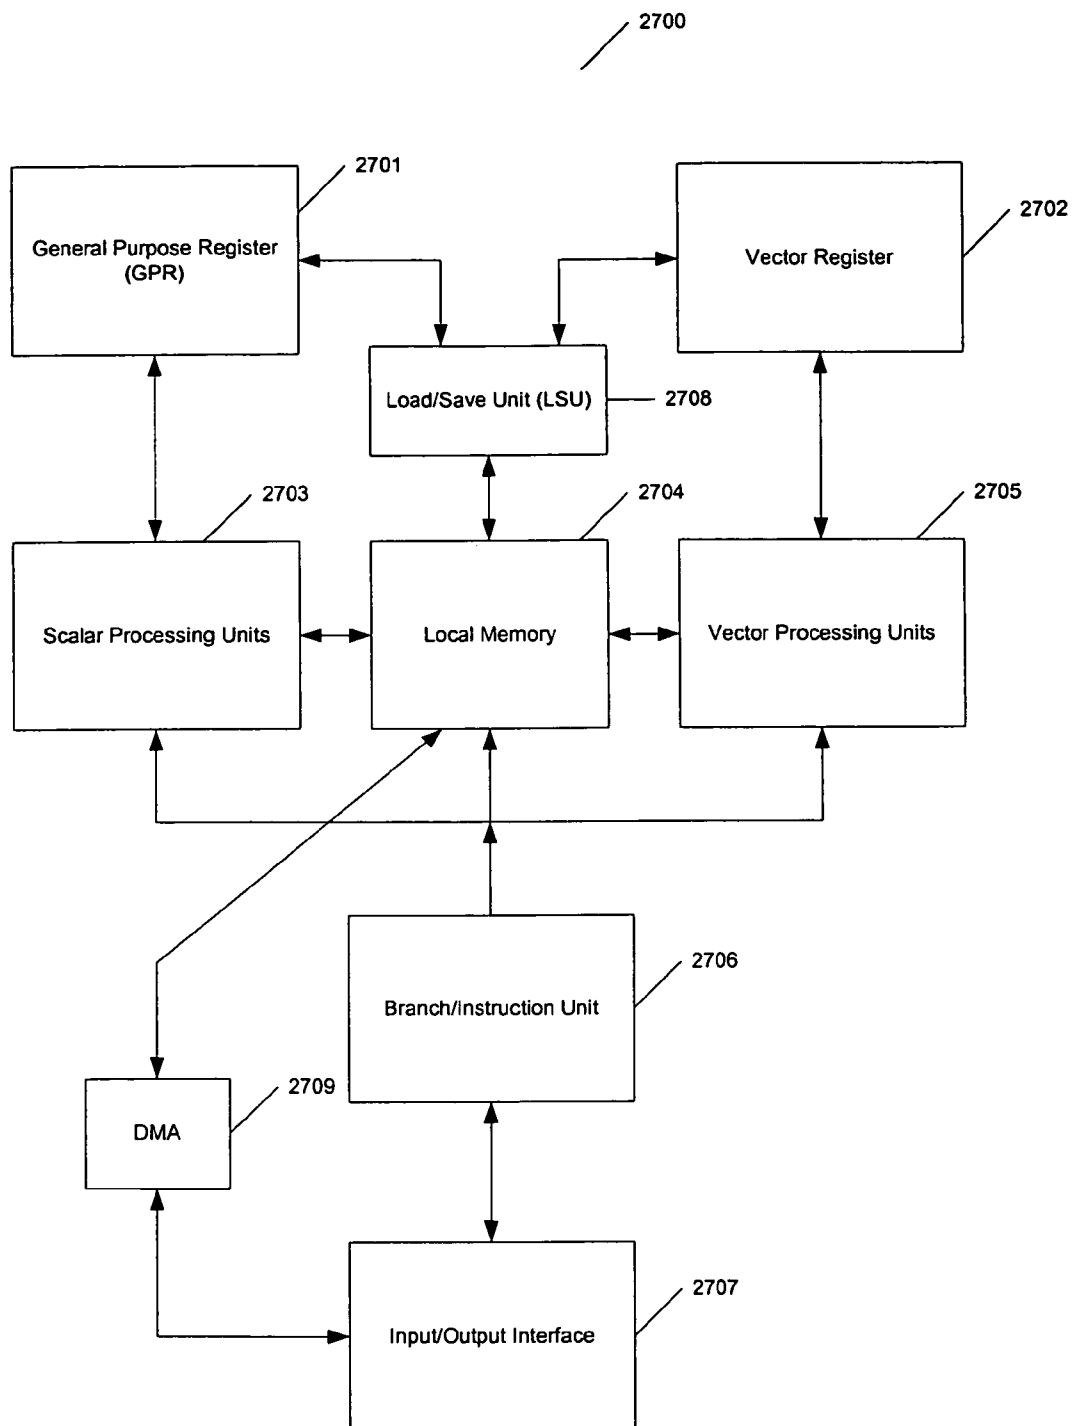 2700
2701
General Purpose Register
(GPR)
2702
Vector Register
Load/Save Unit (LSU)
2708
2703
2704
2705
Scalar Processing Units
Local Memory
Vector Processing Units
2706
Branch/Instruction Unit
2709
DMA
2707
Input/Output Interface